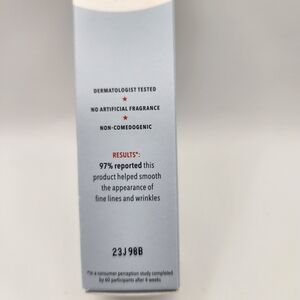 DERMATOLOGIST TESTED
★
NO ARTIFICIAL FRAGRANCE
★
NON-COMEDOGENIC
RESULTS*:
97% reported this
product helped smooth
the appearance of
fine lines and wrinkles
23J98B
*In a consumer perception study completed
by 60 participants after 4 weeks